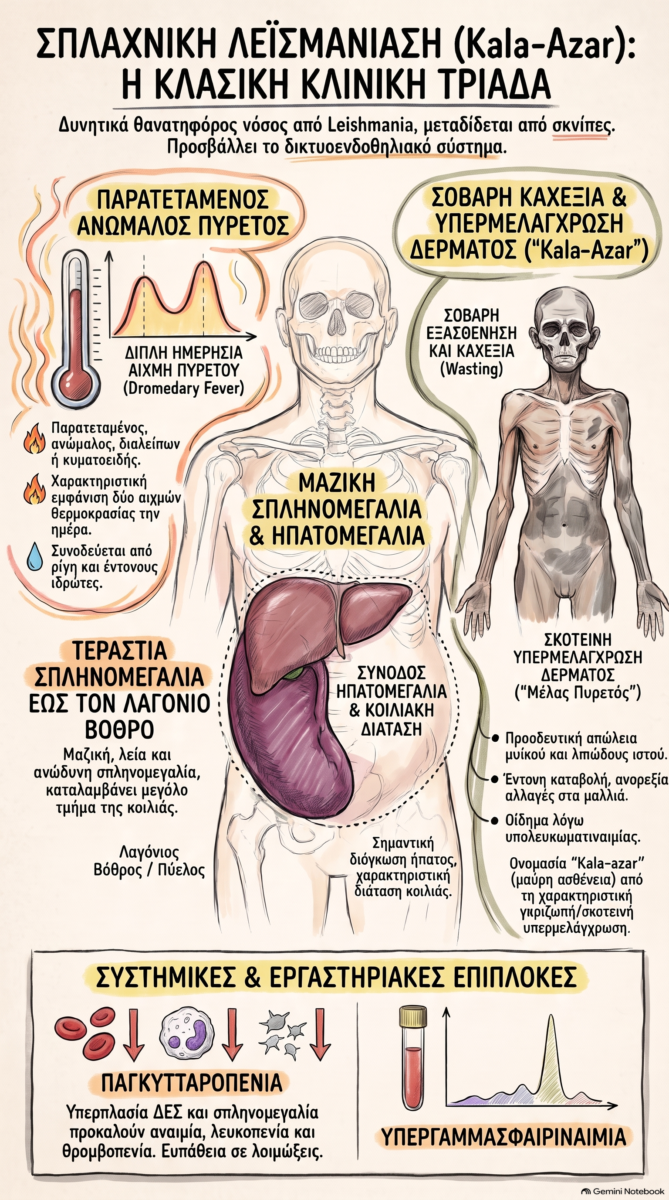 ΣΠΛΑΧΝΙΚΗ ΛΕΪΣΜΑΝΙΑΣΗ (Kala-Azar):
Η ΚΛΑΣΙΚΗ ΚΛΙΝΙΚΗ ΤΡΙΑΔΑ
Δυνητικά θανατηφόρος νόσος από Leishmania, μεταδίδεται από σκνίπες.
Προσβάλλει το δικτυοενδοθηλιακό σύστημα.
ΠΑΡΑΤΕΤΑΜΕΝΟΣ
ΑΝΩΜΑΛΟΣ ΠΥΡΕΤΟΣ
ΔΙΠΛΗ ΗΜΕΡΗΣΙΑ
ΑΙΧΜΗ ΠΥΡΕΤΟΥ
(Dromedary Fever)
Παρατεταμένος,
ανώμαλος, διαλείπων
ή κυματοειδής.
Χαρακτηριστική
εμφάνιση δύο αιχμών
θερμοκρασίας την
ημέρα.
Συνοδεύεται από
ρίγη και έντονους
ιδρώτες.
ΣΟΒΑΡΗ ΚΑΧΕΞΙΑ &
ΥΠΕΡΜΕΛΑΓΧΡΩΣΗ
ΔΕΡΜΑΤΟΣ ("Kala-Azar")
ΣΟΒΑΡΗ
ΕΞΑΣΘΕΝΗΣΗ
ΚΑΙ ΚΑΧΕΞΙΑ
(Wasting)
ΜΑΖΙΚΗ
ΣΠΛΗΝΟΜΕΓΑΛΙΑ
& ΗΠΑΤΟΜΕΓΑΛΙΑ
ΤΕΡΑΣΤΙΑ
ΣΠΛΗΝΟΜΕΓΑΛΙΑ
ΕΩΣ ΤΟΝ ΛΑΓΟΝΙΟ
ΒΟΘΡΟ
Μαζική, λεία και
ανώδυνη σπληνομεγαλία,
καταλαμβάνει μεγάλο
τμήμα της κοιλιάς.
Λαγόνιος
Βόθρος / Πύελος
ΣΥΝΟΔΟΣ
ΗΠΑΤΟΜΕΓΑΛΙΑ
& ΚΟΙΛΙΑΚΗ
ΔΙΑΤΑΣΗ
Σημαντική
διόγκωση ήπατος,
χαρακτηριστική
διάταση κοιλιάς.
ΣΚΟΤΕΙΝΗ
ΥΠΕΡΜΕΛΑΓΧΡΩΣΗ
ΔΕΡΜΑΤΟΣ
("Μέλας Πυρετός")
Προοδευτική απώλεια
μυϊκού και λιπώδους ιστού.
Έντονη καταβολή, ανορεξία
αλλαγές στα μαλλιά.
Οίδημα λόγω
υπολευκωματιναιμίας.
Ονομασία "Kala-azar"
(μαύρη ασθένεια) από
τη χαρακτηριστική
γκριζωπή/σκοτεινή
υπερμελάγχρωση.
ΣΥΣΤΗΜΙΚΕΣ & ΕΡΓΑΣΤΗΡΙΑΚΕΣ ΕΠΙΠΛΟΚΕΣ
ΠΑΓΚΥΤΤΑΡΟΠΕΝΙΑ
Υπερπλασία ΔΕΣ και σπληνομεγαλία
προκαλούν αναιμία, λευκοπενία και
θρομβοπενία. Ευπάθεια σε λοιμώξεις.
ΥΠΕΡΓΑΜΜΑΣΦΑΙΡΙΝΑΙΜΙΑ
Gemini Notebook